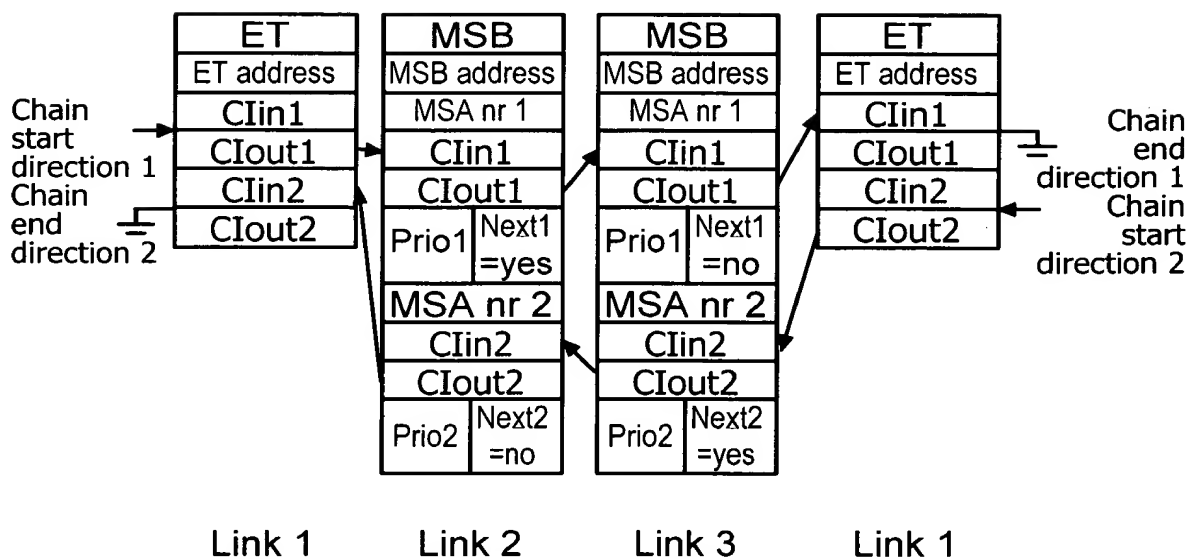 Chain
start
direction 1
Chain
end
direction 2
ET
ET address
CIin1
CIout1
CIin2
CIout2
MSB
MSB address
MSA nr 1
CIin1
CIout1
Prio1
Next1
=yes
MSA nr 2
CIin2
CIout2
Prio2
Next2
=no
MSB
MSB address
MSA nr 1
CIin1
CIout1
Prio1
Next1
=no
MSA nr 2
CIin2
CIout2
Prio2
Next2
=yes
ET
ET address
CIin1
CIout1
CIin2
CIout2
Chain
end
direction 1
Chain
start
direction 2
Link 1
Link 2
Link 3
Link 1